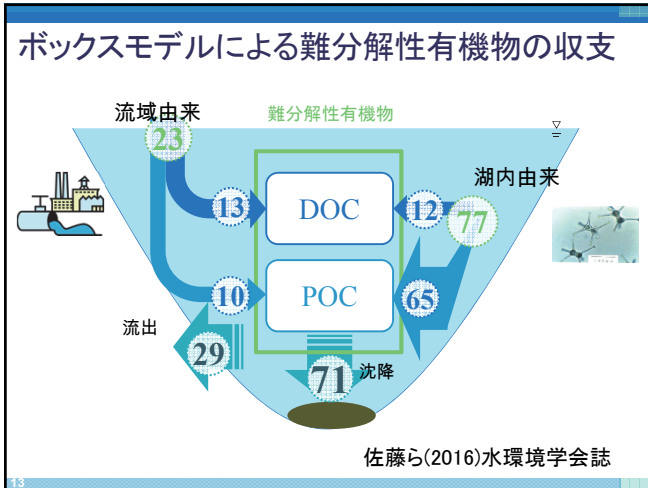 ボックスモデルによる難分解性有機物の収支
流域由来
難分解性有機物
23
湖内由来
13
DOC
12
77
10
POC
65
流出
29
71
沈降
佐藤ら(2016)水環境学会誌
13